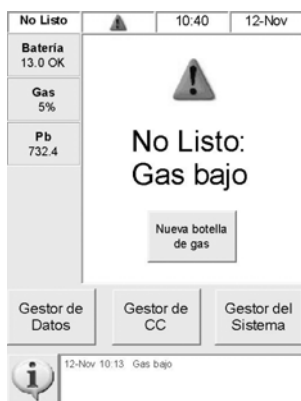 No Listo
10:40
12-Nov
Batería
13.0 OK
Gas
5%
Pb
732.4
No Listo:
Gas bajo
Nueva botella
de gas
Gestor de
Datos
Gestor de
CC
Gestor del
Sistema
12-Nov 10:13 Gas bajo